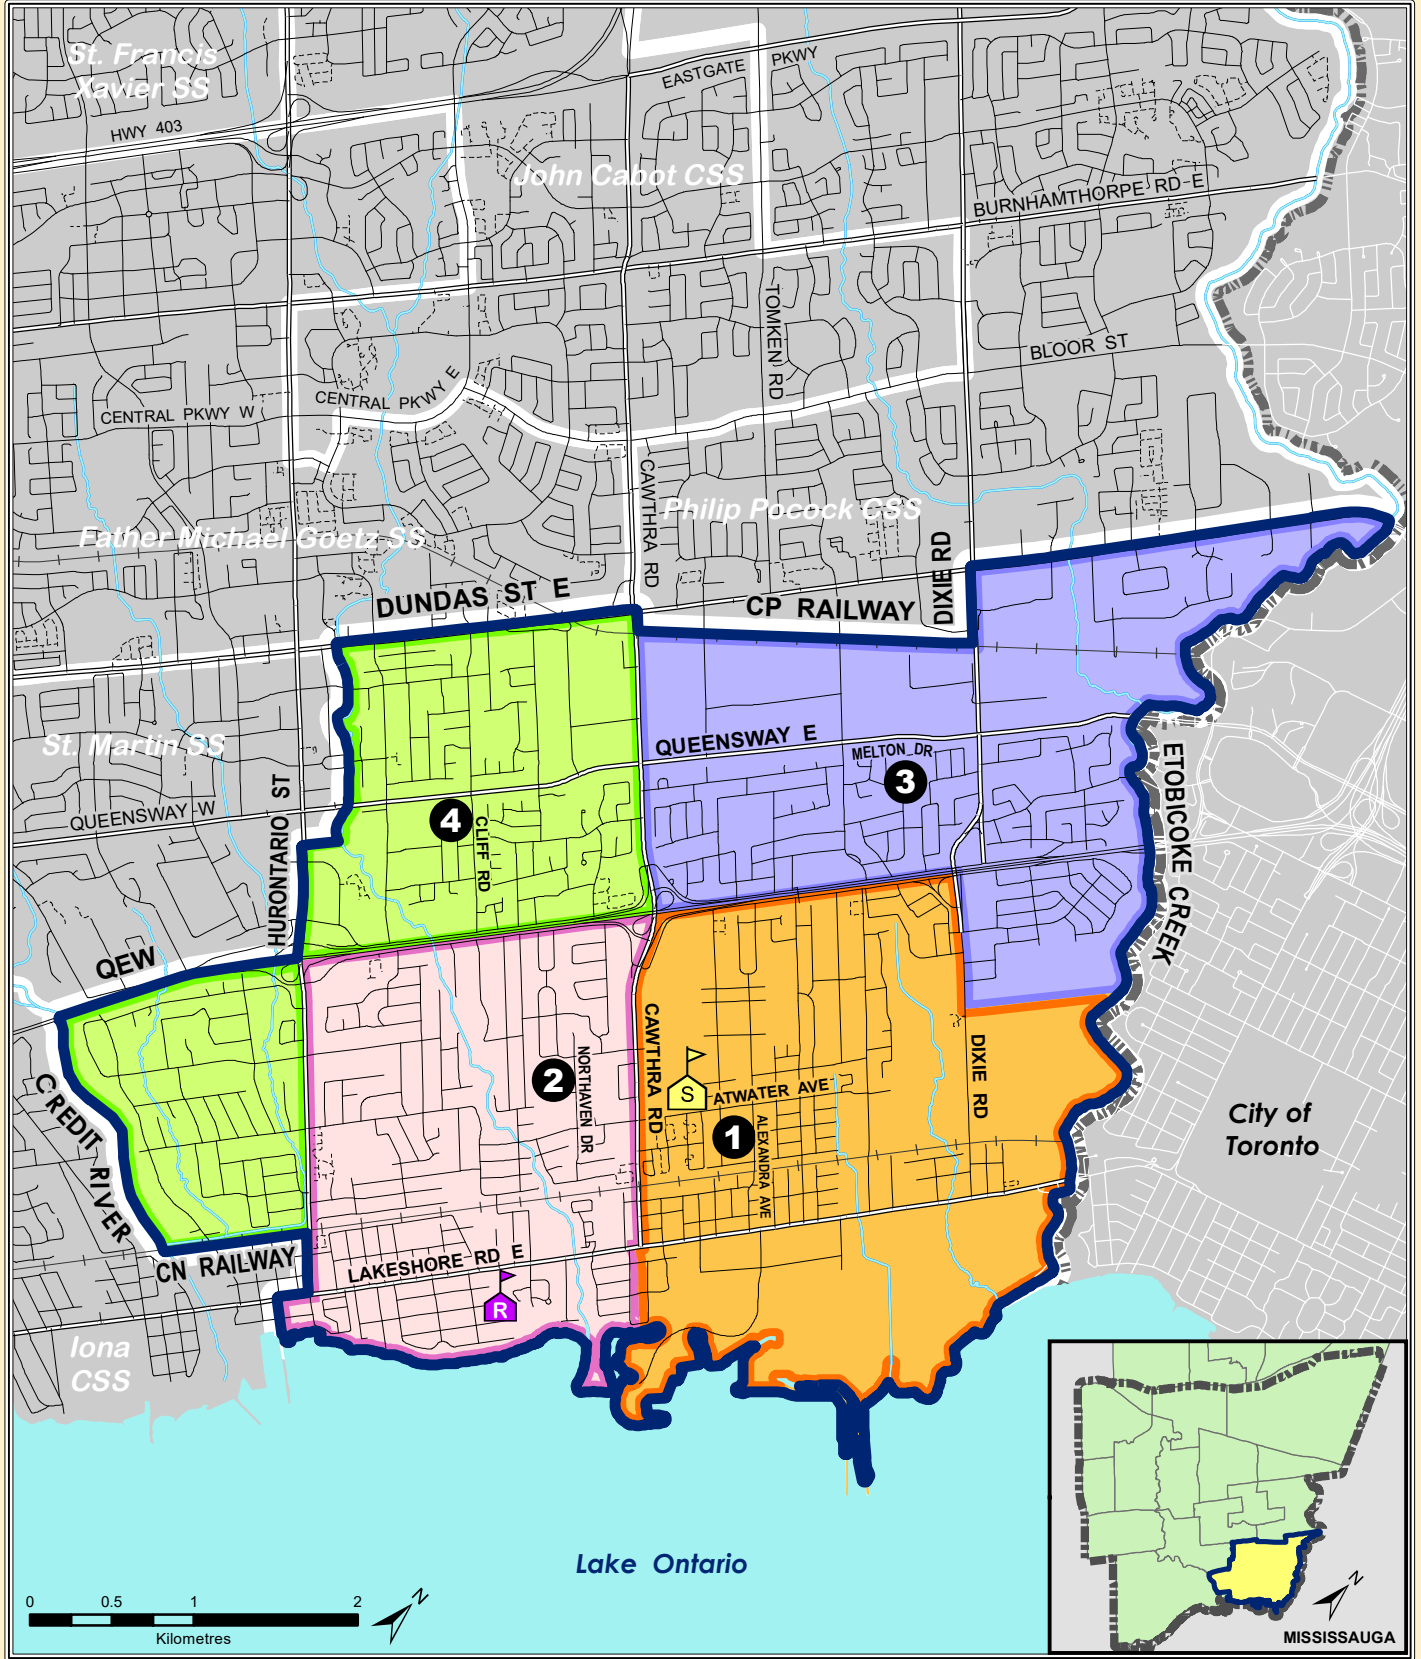 St. Francis
Xavier SS
HWY 403
EASTGATE PKWY
John Cabot CSS
BURNHAMTHORPE RD E
TOMKEN RD
BLOOR ST
CENTRAL PKWY W
CENTRAL PKWY E
CAWTHRA RD
Philip Pocock CSS
Father Michael Goetz SS
DUNDAS ST E
CP RAILWAY
DIXIE RD
St. Martin SS
QUEENSWAY E
MELTON DR
3
QUEENSWAY W
HURONTARIO ST
4
CLIFF RD
ETOBICOKE CREEK
QEW
CREDIT RIVER
CAWTHRA RD
NORTHAVEN DR
2
S
ATWATER AVE
1
ALEXANDRA AVE
DIXIE RD
City of
Toronto
CN RAILWAY
LAKESHORE RD E
R
Iona
CSS
Lake Ontario
0 0.5 1 2
Kilometres
N
N
MISSISSAUGA